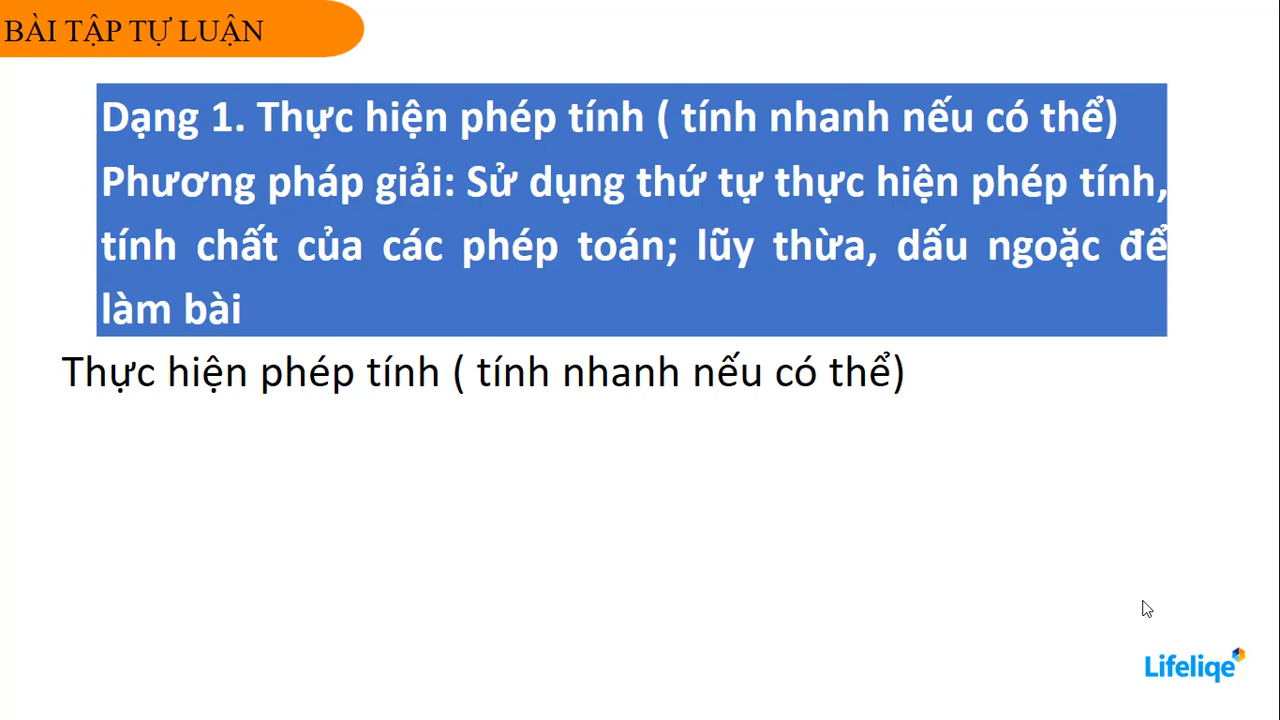 BÀI TẬP TỰ LUẬN
Dạng 1. Thực hiện phép tính ( tính nhanh nếu có thể)
Phương pháp giải: Sử dụng thứ tự thực hiện phép tính,
tính chất của các phép toán; lũy thừa, dấu ngoặc để
làm bài
Thực hiện phép tính ( tính nhanh nếu có thể)
Lifeliqe